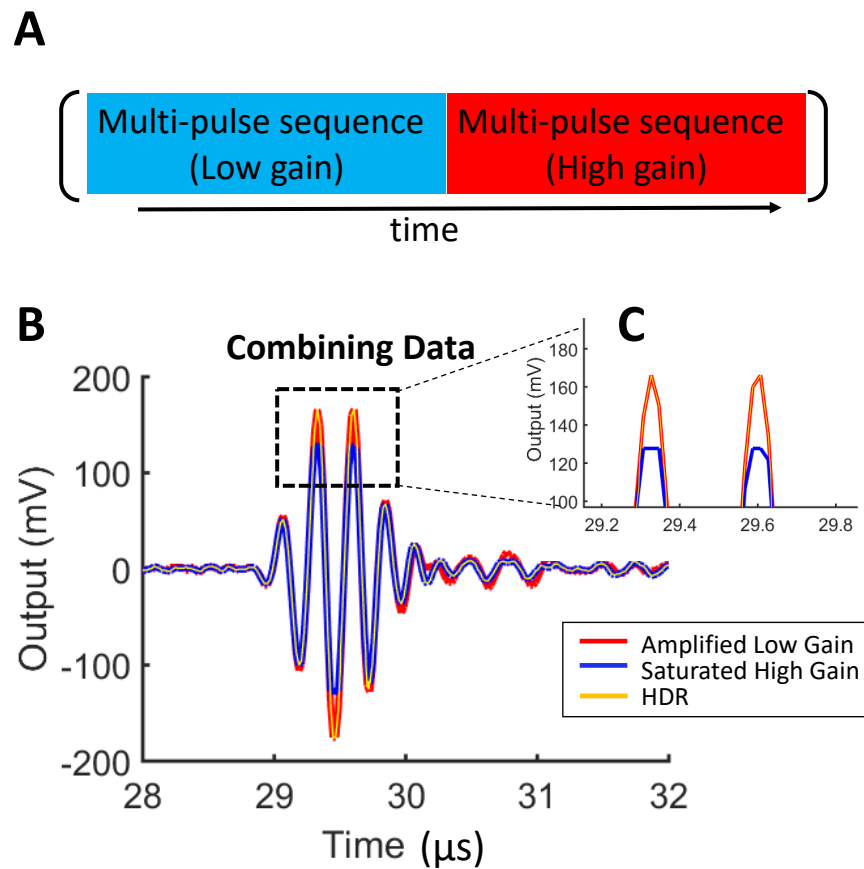 A
Multi-pulse sequence
(Low gain)
Multi-pulse sequence
(High gain)
time
B
Combining Data
C
Output (mV)
180
160
140
120
100
29.2
29.4
29.6
29.8
Output (mV)
200
100
0
-100
-200
28
29
30
31
32
Time (μs)
Amplified Low Gain
Saturated High Gain
HDR